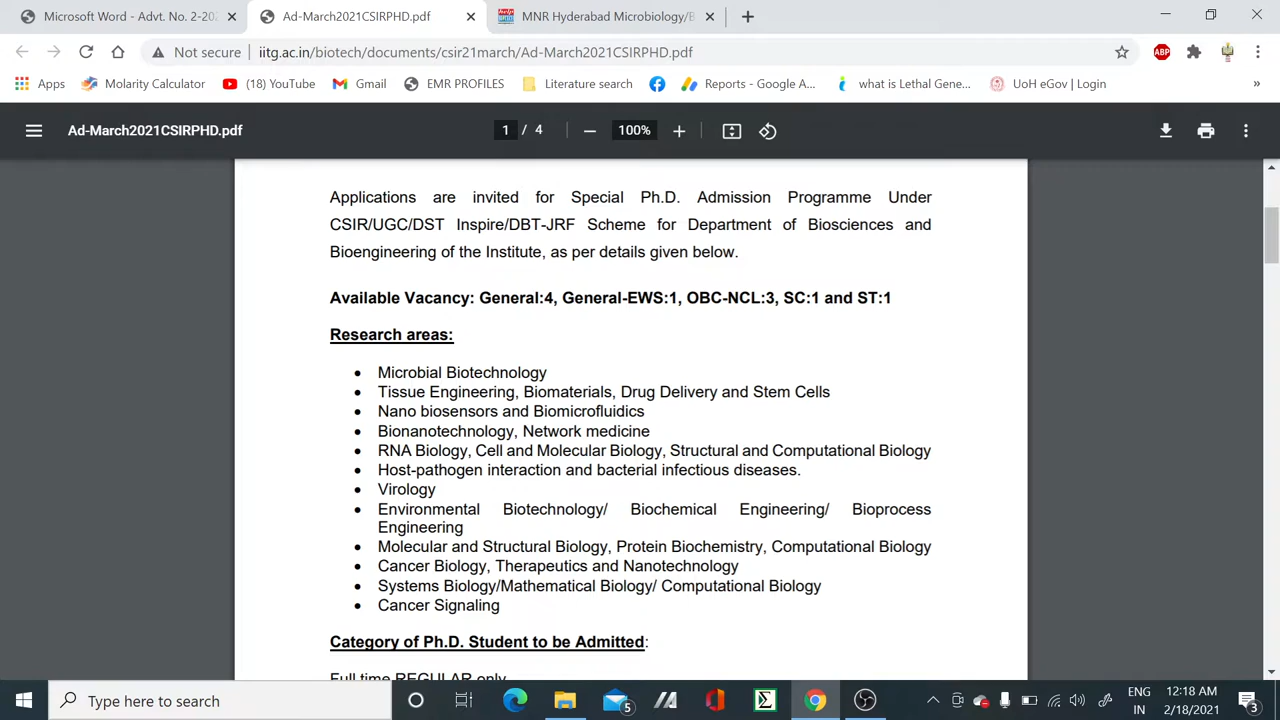 Microsoft Word - Advt. No. 2-202
Ad-March2021CSIRPHD.pdf
MNR Hyderabad Microbiology/B
Not secure
iitg.ac.in/biotech/documents/csir21march/Ad-March2021CSIRPHD.pdf
ABP
Apps
Molarity Calculator
(18) YouTube
Gmail
EMR PROFILES
Literature search
Reports - Google A...
what is Lethal Gene...
UoH eGov | Login
»
Ad-March2021CSIRPHD.pdf
1 / 4
100%
Applications are invited for Special Ph.D. Admission Programme Under
CSIR/UGC/DST Inspire/DBT-JRF Scheme for Department of Biosciences and
Bioengineering of the Institute, as per details given below.
Available Vacancy: General:4, General-EWS:1, OBC-NCL:3, SC:1 and ST:1
Research areas:
• Microbial Biotechnology
• Tissue Engineering, Biomaterials, Drug Delivery and Stem Cells
• Nano biosensors and Biomicrofluidics
• Bionanotechnology, Network medicine
• RNA Biology, Cell and Molecular Biology, Structural and Computational Biology
• Host-pathogen interaction and bacterial infectious diseases.
• Virology
• Environmental Biotechnology/ Biochemical Engineering/ Bioprocess
Engineering
• Molecular and Structural Biology, Protein Biochemistry, Computational Biology
• Cancer Biology, Therapeutics and Nanotechnology
• Systems Biology/Mathematical Biology/ Computational Biology
• Cancer Signaling
Category of Ph.D. Student to be Admitted:
Full time REGULAR only
Type here to search
5
ENG
IN
12:18 AM
2/18/2021
3